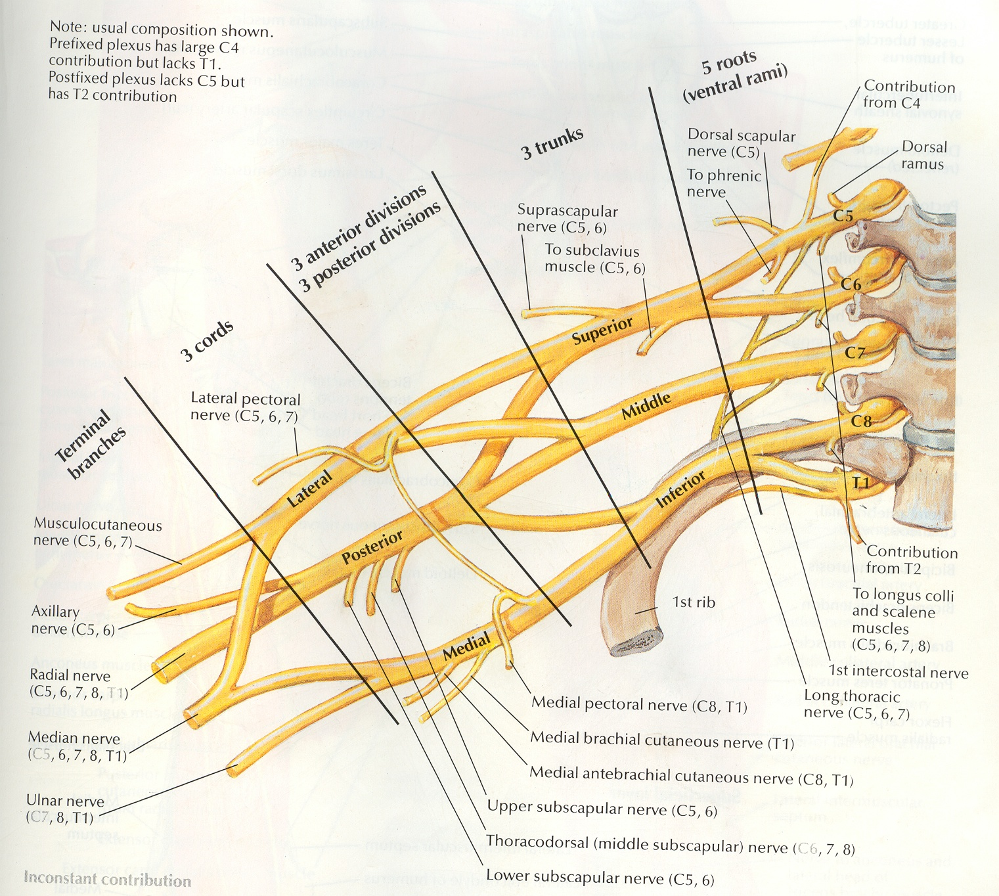 Note: usual composition shown.
Prefixed plexus has large C4
contribution but lacks T1.
Postfixed plexus lacks C5 but
has T2 contribution
5 roots
(ventral rami)
Contribution
from C4
Dorsal scapular
nerve (C5)
To phrenic
nerve
Dorsal
ramus
3 trunks
3 anterior divisions
3 posterior divisions
Suprascapular
nerve (C5, 6)
To subclavius
muscle (C5, 6)
C5
C6
C7
C8
T1
Superior
Middle
Inferior
3 cords
Lateral pectoral
nerve (C5, 6, 7)
Terminal
branches
Lateral
Posterior
Medial
Musculocutaneous
nerve (C5, 6, 7)
Axillary
nerve (C5, 6)
Radial nerve
(C5, 6, 7, 8, T1)
Median nerve
(C5, 6, 7, 8, T1)
Ulnar nerve
(C7, 8, T1)
1st rib
Contribution
from T2
To longus colli
and scalene
muscles
(C5, 6, 7, 8)
1st intercostal nerve
Long thoracic
nerve (C5, 6, 7)
Medial pectoral nerve (C8, T1)
Medial brachial cutaneous nerve (T1)
Medial antebrachial cutaneous nerve (C8, T1)
Upper subscapular nerve (C5, 6)
Thoracodorsal (middle subscapular) nerve (C6, 7, 8)
Lower subscapular nerve (C5, 6)
Inconstant contribution